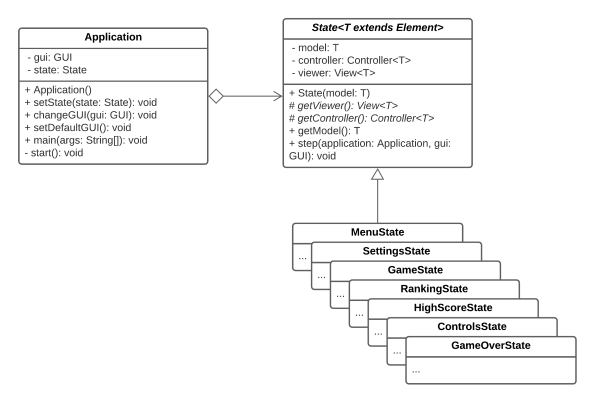 Application
- gui: GUI
- state: State
+ Application()
+ setState(state: State): void
+ changeGUI(gui: GUI): void
+ setDefaultGUI(): void
+ main(args: String[]): void
- start(): void
State<T extends Element>
- model: T
- controller: Controller<T>
- viewer: View<T>
+ State(model: T)
# getViewer(): View<T>
# getController(): Controller<T>
+ getModel(): T
+ step(application: Application, gui:
GUI): void
MenuState
...
SettingsState
...
GameState
...
RankingState
...
HighScoreState
...
ControlsState
...
GameOverState
...